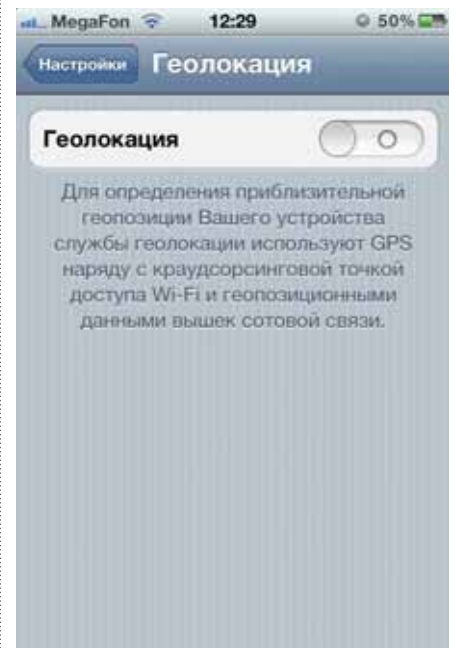 MegaFon 12:29 50%
Настройки Геолокация
Геолокация
Для определения приблизительной
геопозиции Вашего устройства
службы геолокации используют GPS
наряду с краудсорсинговой точкой
доступа Wi-Fi и геопозиционными
данными вышек сотовой связи.